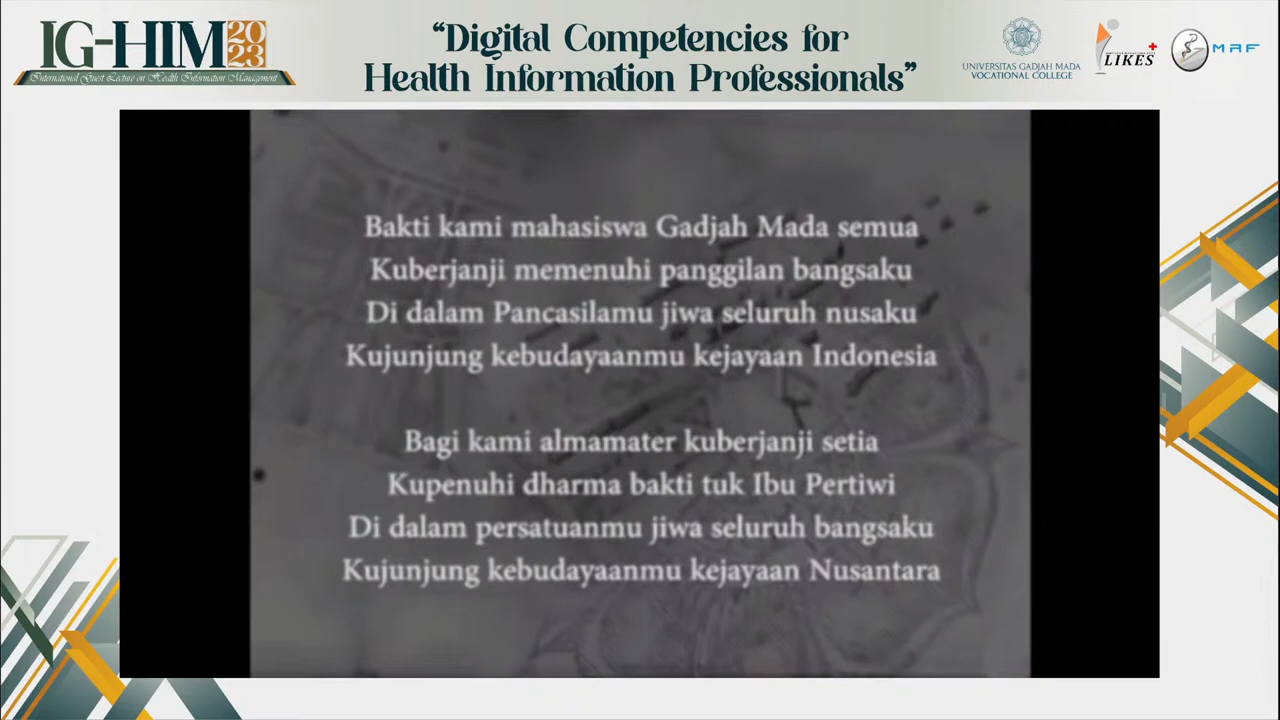 IG-HIM 2023
International Guest Lecture on Health Information Management
"Digital Competencies for
Health Information Professionals"
UNIVERSITAS GADJAH MADA
VOCATIONAL COLLEGE
LIKES
MRF
Bakti kami mahasiswa Gadjah Mada semua
Kuberjanji memenuhi panggilan bangsaku
Di dalam Pancasilamu jiwa seluruh nusaku
Kujunjung kebudayaanmu kejayaan Indonesia
Bagi kami almamater kuberjanji setia
Kupenuhi dharma bakti tuk Ibu Pertiwi
Di dalam persatuanmu jiwa seluruh bangsaku
Kujunjung kebudayaanmu kejayaan Nusantara